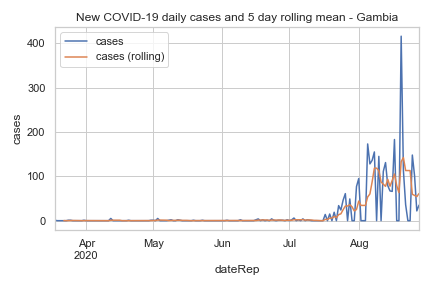 New COVID-19 daily cases and 5 day rolling mean - Gambia
cases
cases (rolling)
400
300
200
100
0
cases
Apr
2020
May
Jun
Jul
Aug
dateRep